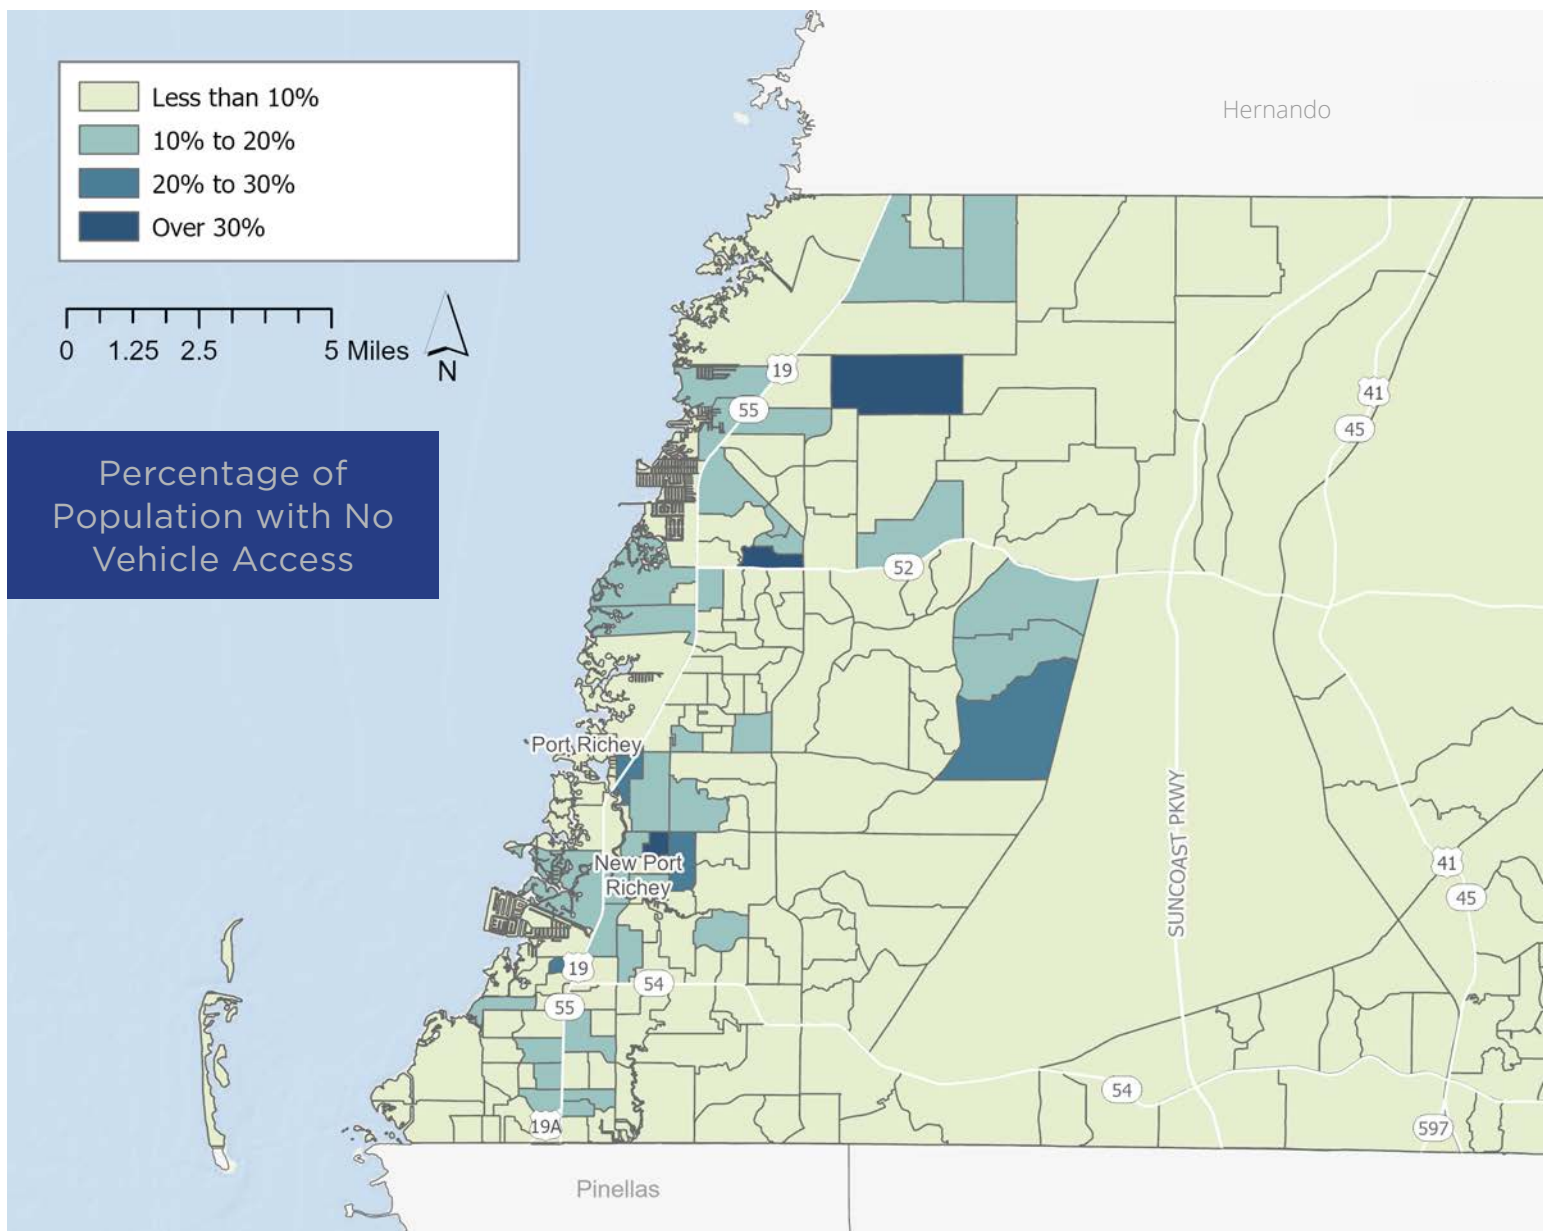 Less than 10%
10% to 20%
20% to 30%
Over 30%
0 1.25 2.5 5 Miles
N
Percentage of
Population with No
Vehicle Access
Hernando
19
55
41
45
52
Port Richey
SUNCOAST PKWY
New Port
Richey
41
45
19
54
55
54
19A
597
Pinellas